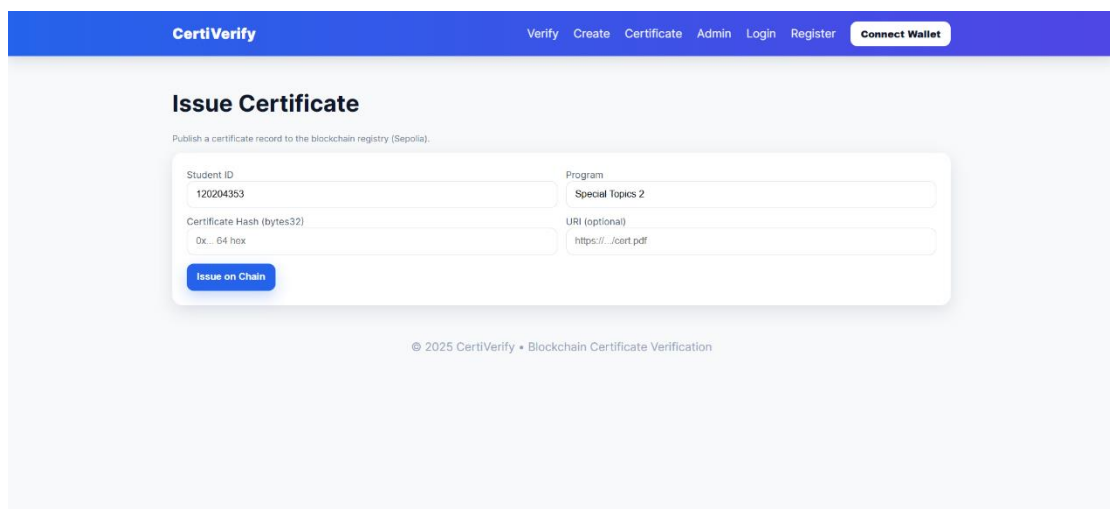 CertiVerify
Verify Create Certificate Admin Login Register Connect Wallet
Issue Certificate
Publish a certificate record to the blockchain registry (Sepolia).
Student ID
120204353
Program
Special Topics 2
Certificate Hash (bytes32)
0x... 64 hex
URI (optional)
https://.../cert.pdf
Issue on Chain
© 2025 CertiVerify • Blockchain Certificate Verification